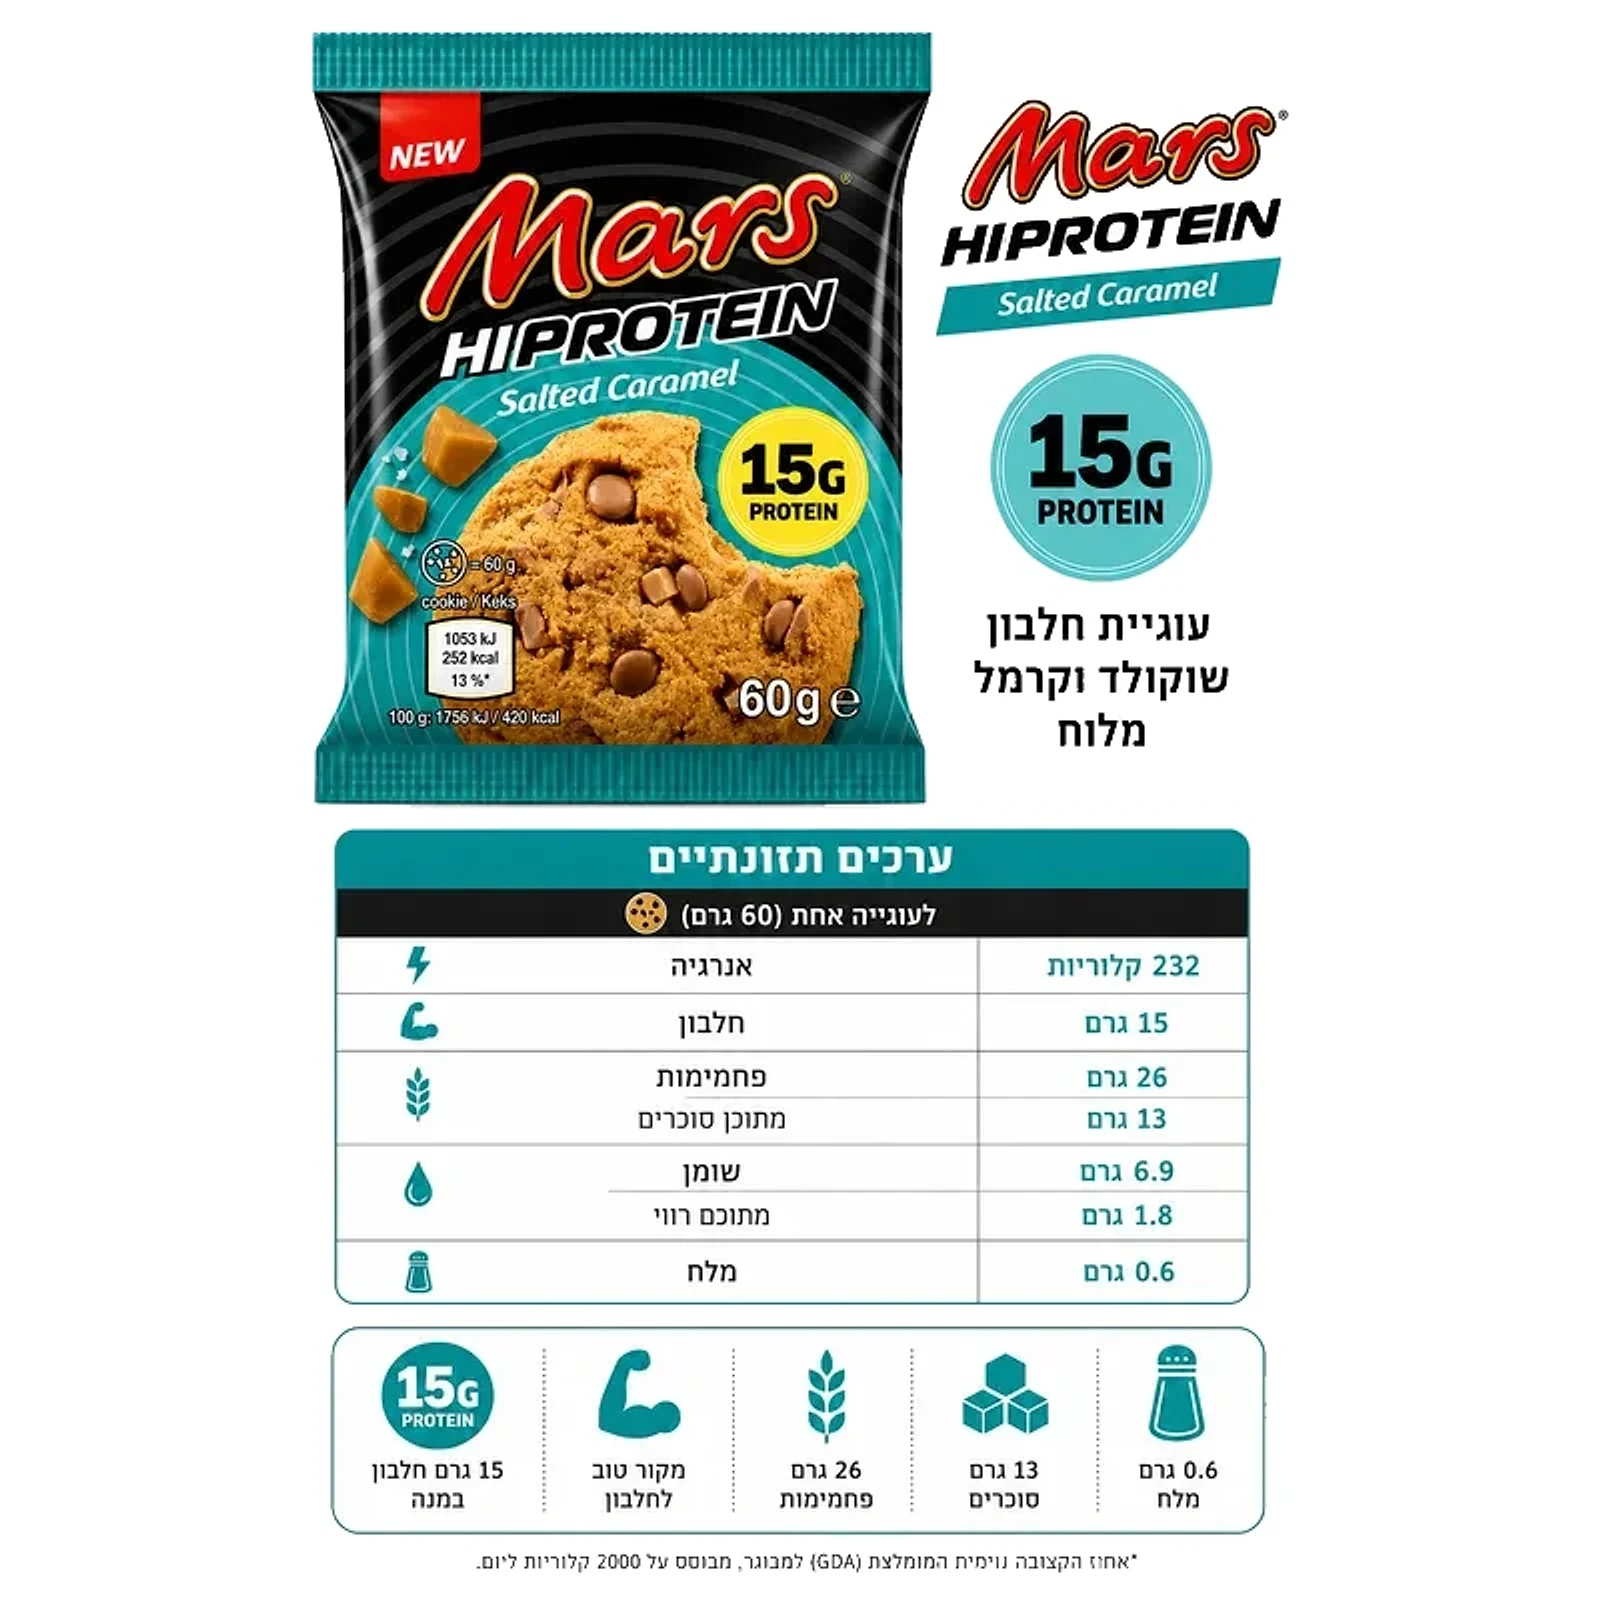 NEW
Mars
HIPROTEIN
Salted Caramel
15G
PROTEIN
= 60 g
cookie / Keks
1053 kJ
252 kcal
13 %*
100 g: 1756 kJ / 420 kcal
60g e
Mars
HIPROTEIN
Salted Caramel
15G
PROTEIN
עוגיית חלבון
שוקולד וקרמל
מלוח
ערכים תזונתיים
לעוגייה אחת (60 גרם)
אנרגיה 232 קלוריות
חלבון 15 גרם
פחמימות 26 גרם
מתוכן סוכרים 13 גרם
שומן 6.9 גרם
מתוכם רווי 1.8 גרם
מלח 0.6 גרם
15G
PROTEIN
15 גרם חלבון
במנה
מקור טוב
לחלבון
26 גרם
פחמימות
13 גרם
סוכרים
0.6 גרם
מלח
*אחוז הקצובה נוימית המומלצת (GDA) למבוגר, מבוסס על 2000 קלוריות ליום.